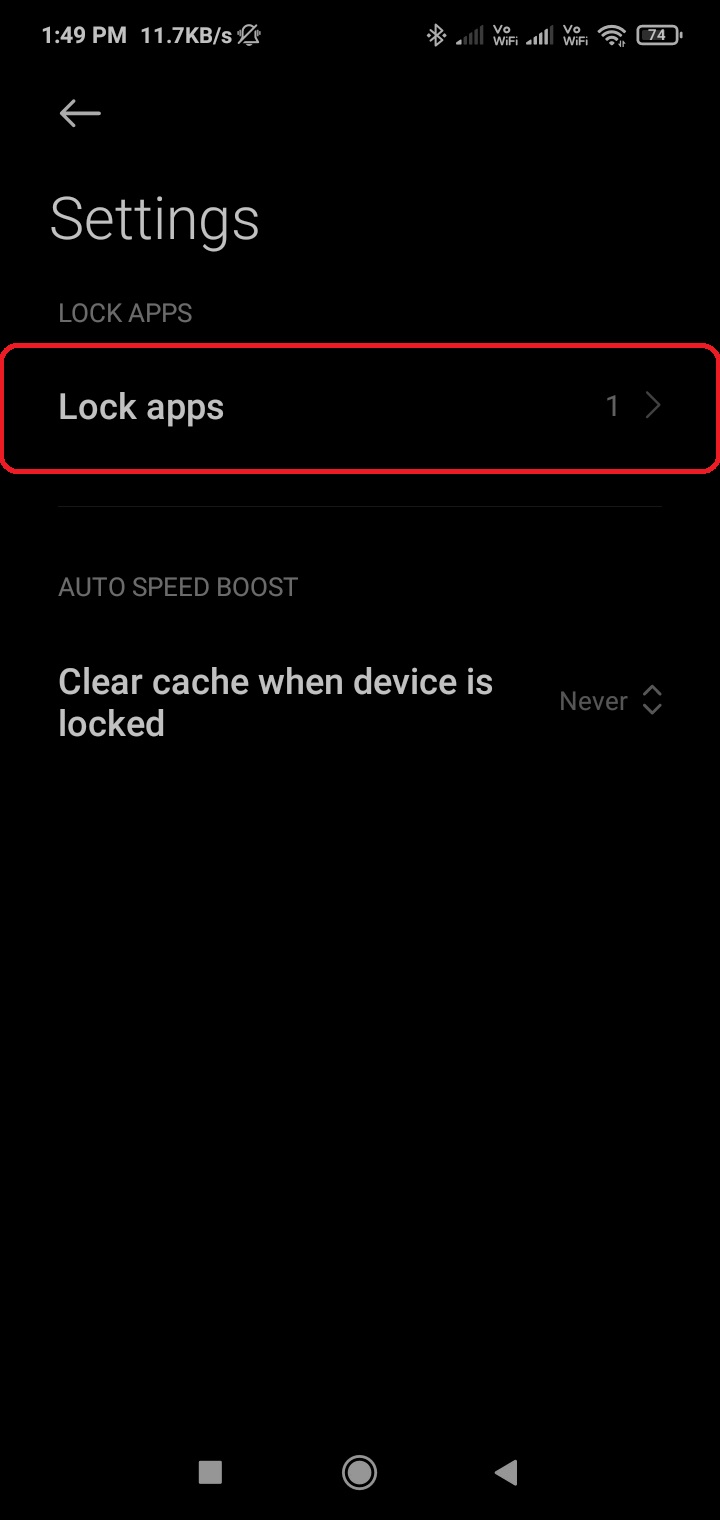 1:49 PM 11.7KB/s Vo WiFi Vo WiFi 74
Settings
LOCK APPS
Lock apps 1
AUTO SPEED BOOST
Clear cache when device is
locked
Never